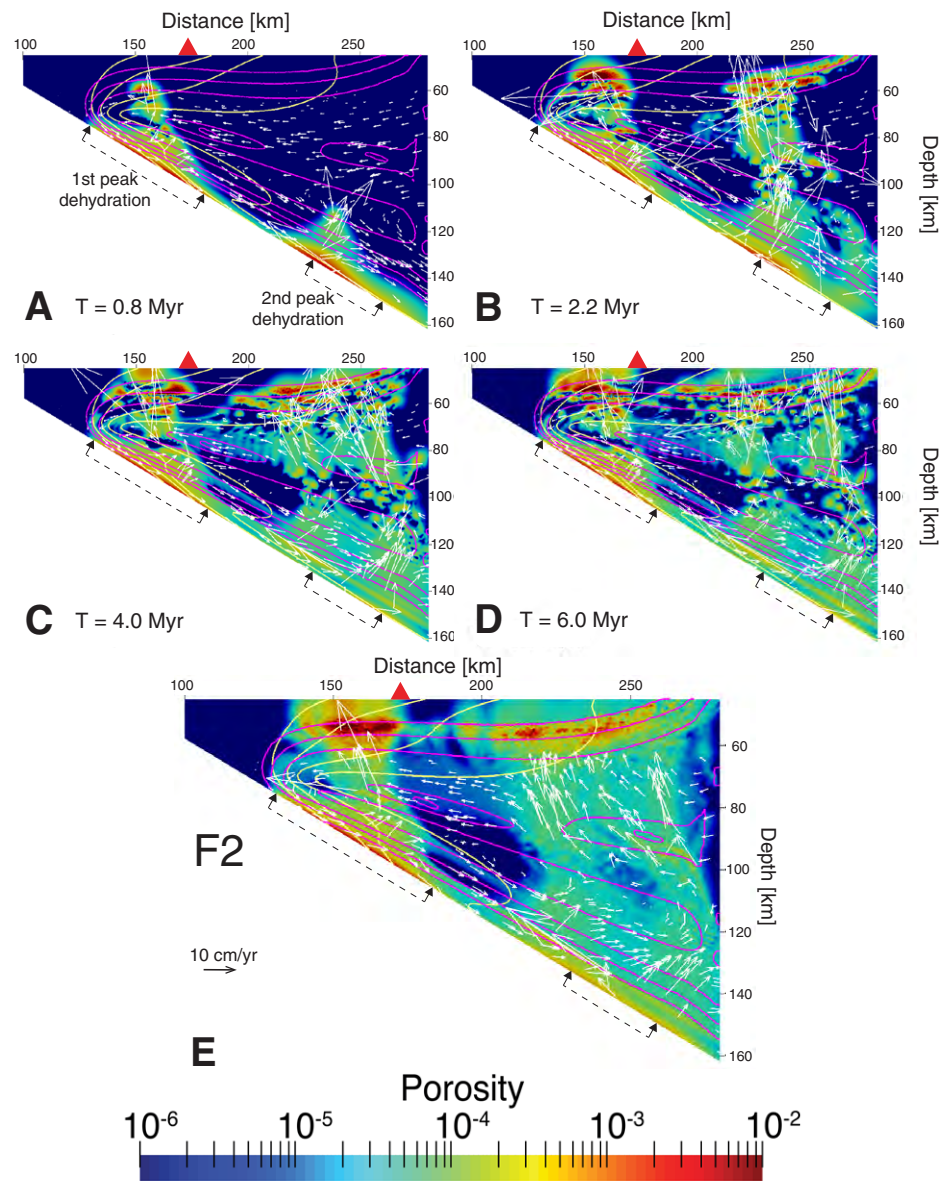 Distance [km]
Distance [km]
100 150 200 250
100 150 200 250
60
80
100
120
140
160
60
80
100
120
140
160
Depth [km]
1st peak
dehydration
2nd peak
dehydration
A T = 0.8 Myr
B T = 2.2 Myr
100 150 200 250
100 150 200 250
60
80
100
120
140
160
60
80
100
120
140
160
Depth [km]
C T = 4.0 Myr
D T = 6.0 Myr
Distance [km]
100 150 200 250
60
80
100
120
140
160
Depth [km]
F2
10 cm/yr
E
Porosity
10-6 10-5 10-4 10-3 10-2